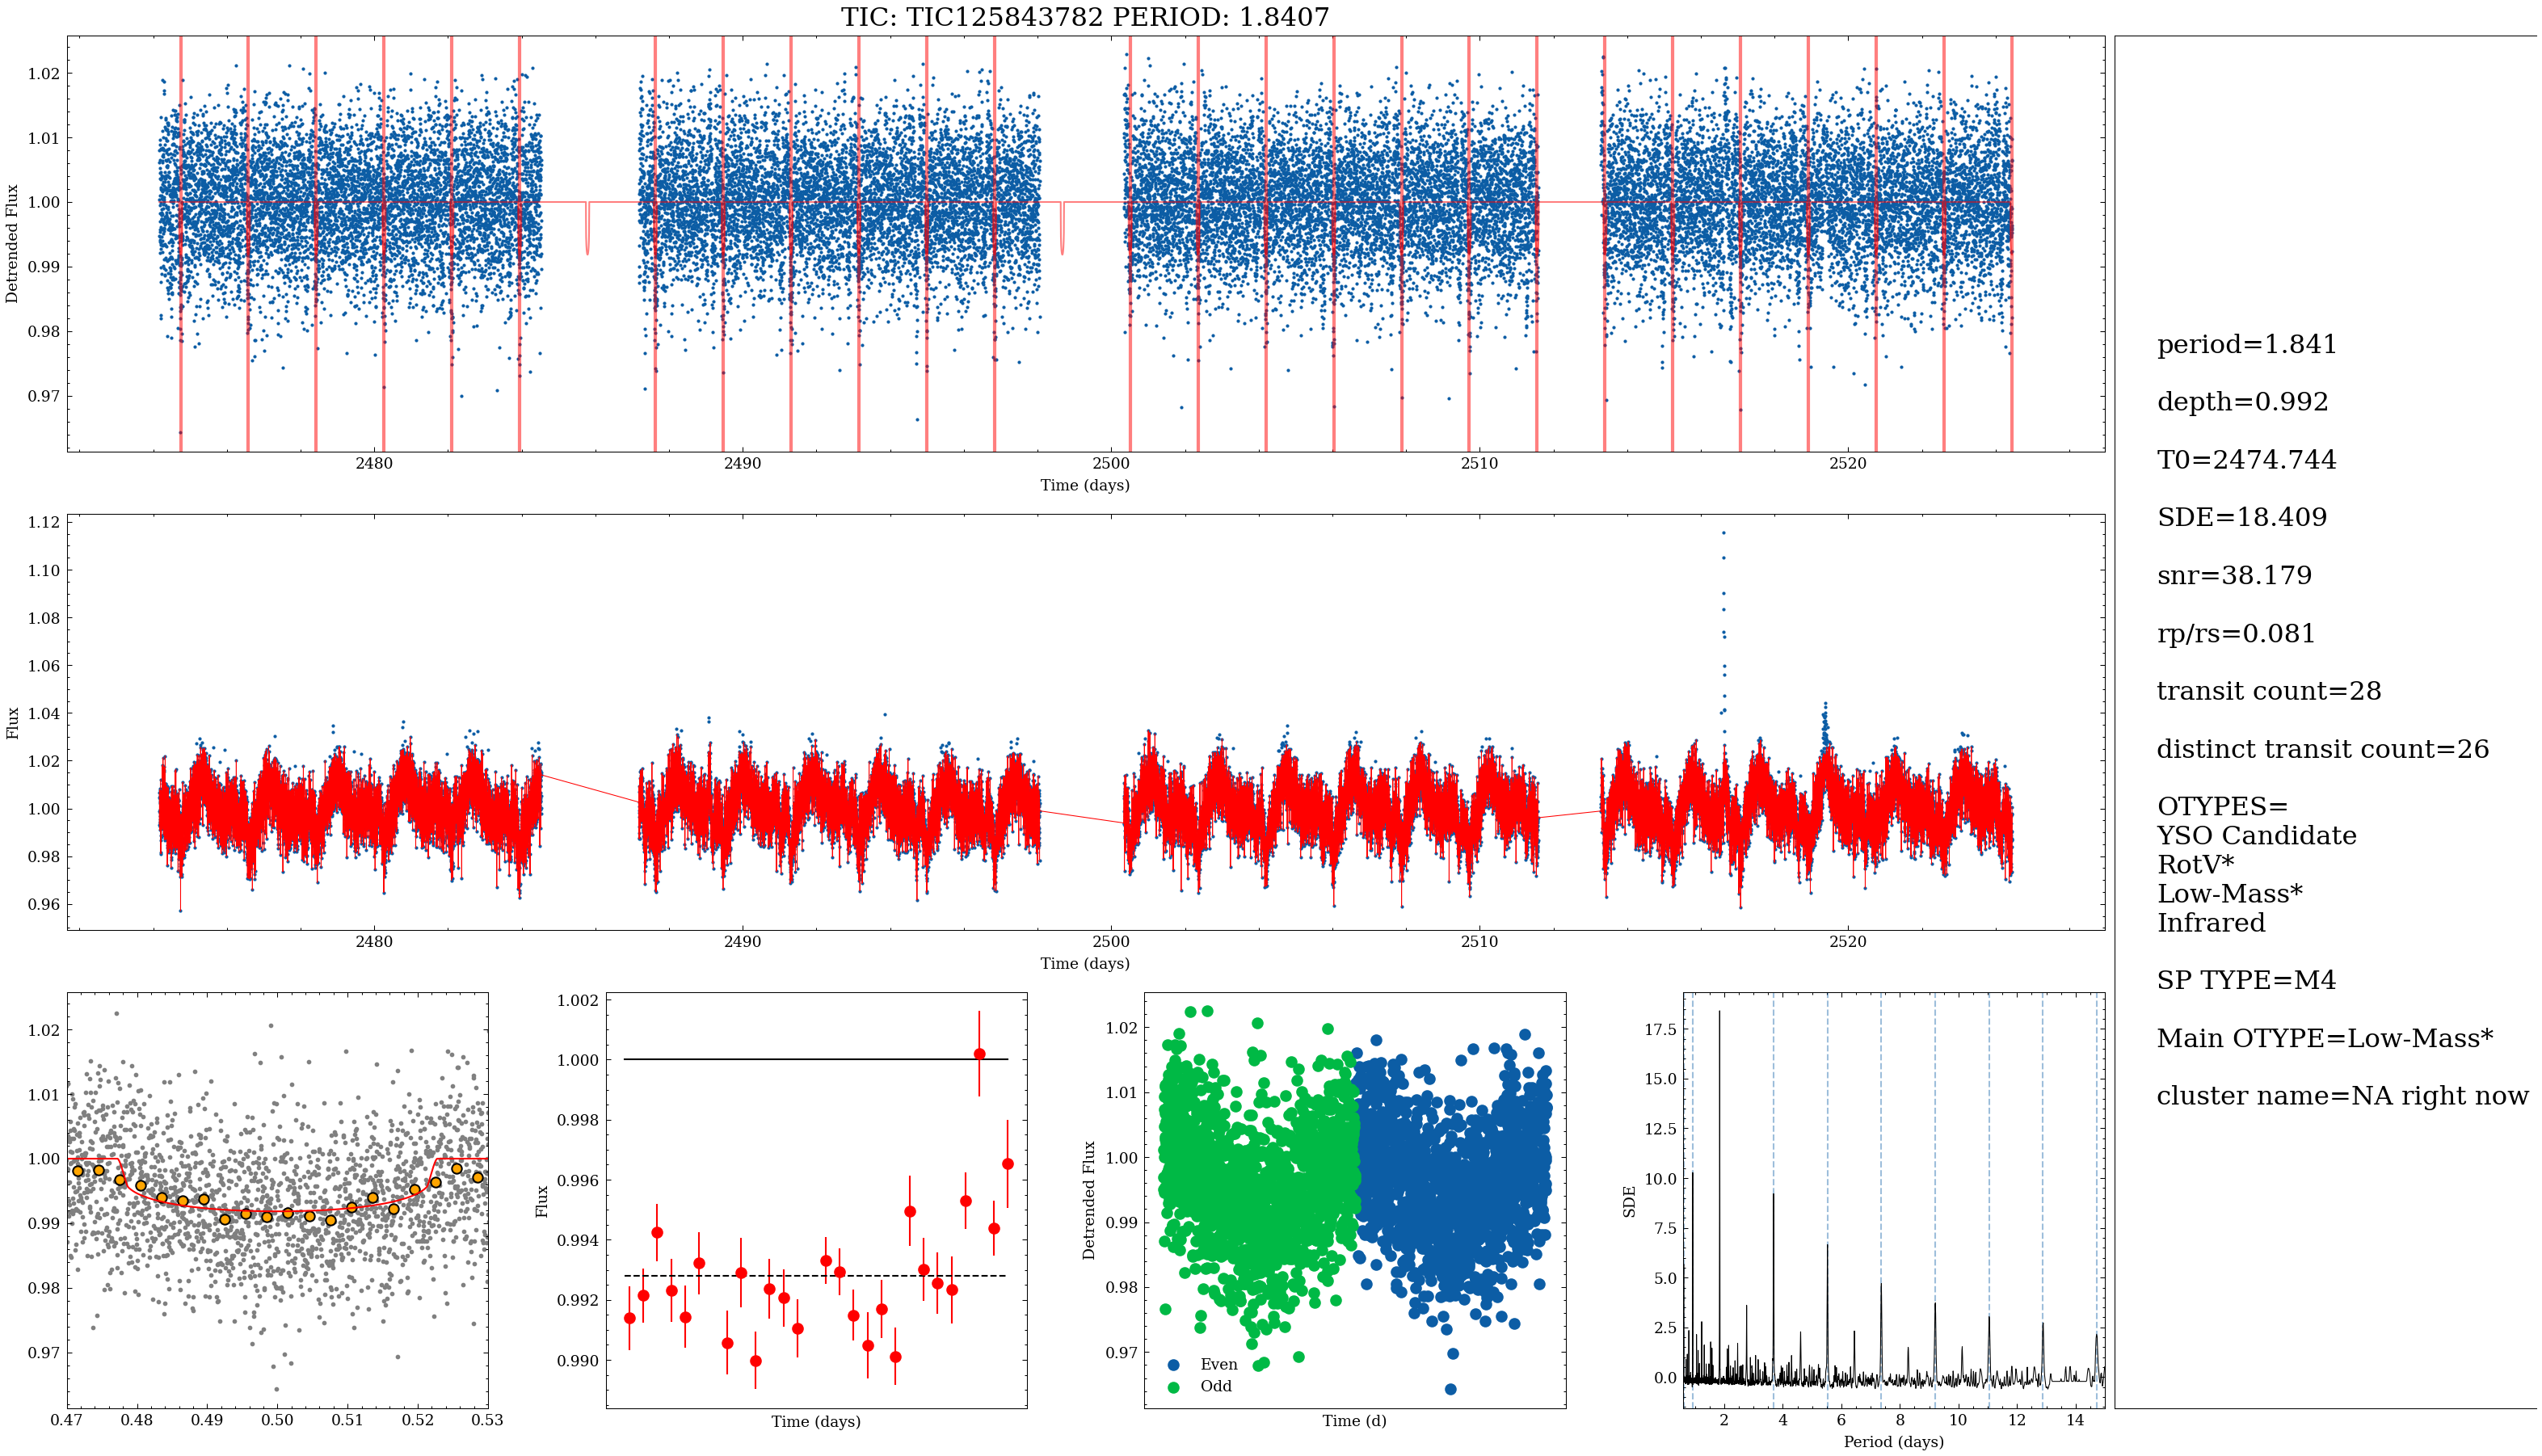 TIC: TIC125843782 PERIOD: 1.8407
1.02
1.01
1.00
0.99
0.98
0.97
Detrended Flux
2480 2490 2500 2510 2520
Time (days)
1.12
1.10
1.08
1.06
1.04
1.02
1.00
0.98
0.96
Flux
2480 2490 2500 2510 2520
Time (days)
1.02
1.01
1.00
0.99
0.98
0.97
0.47 0.48 0.49 0.50 0.51 0.52 0.53
1.002
1.000
0.998
0.996
0.994
0.992
0.990
Flux
Time (days)
1.02
1.01
1.00
0.99
0.98
0.97
Detrended Flux
Even
Odd
Time (d)
17.5
15.0
12.5
10.0
7.5
5.0
2.5
0.0
SDE
2 4 6 8 10 12 14
Period (days)
period=1.841
depth=0.992
T0=2474.744
SDE=18.409
snr=38.179
rp/rs=0.081
transit count=28
distinct transit count=26
OTYPES=
YSO Candidate
RotV*
Low-Mass*
Infrared
SP TYPE=M4
Main OTYPE=Low-Mass*
cluster name=NA right now